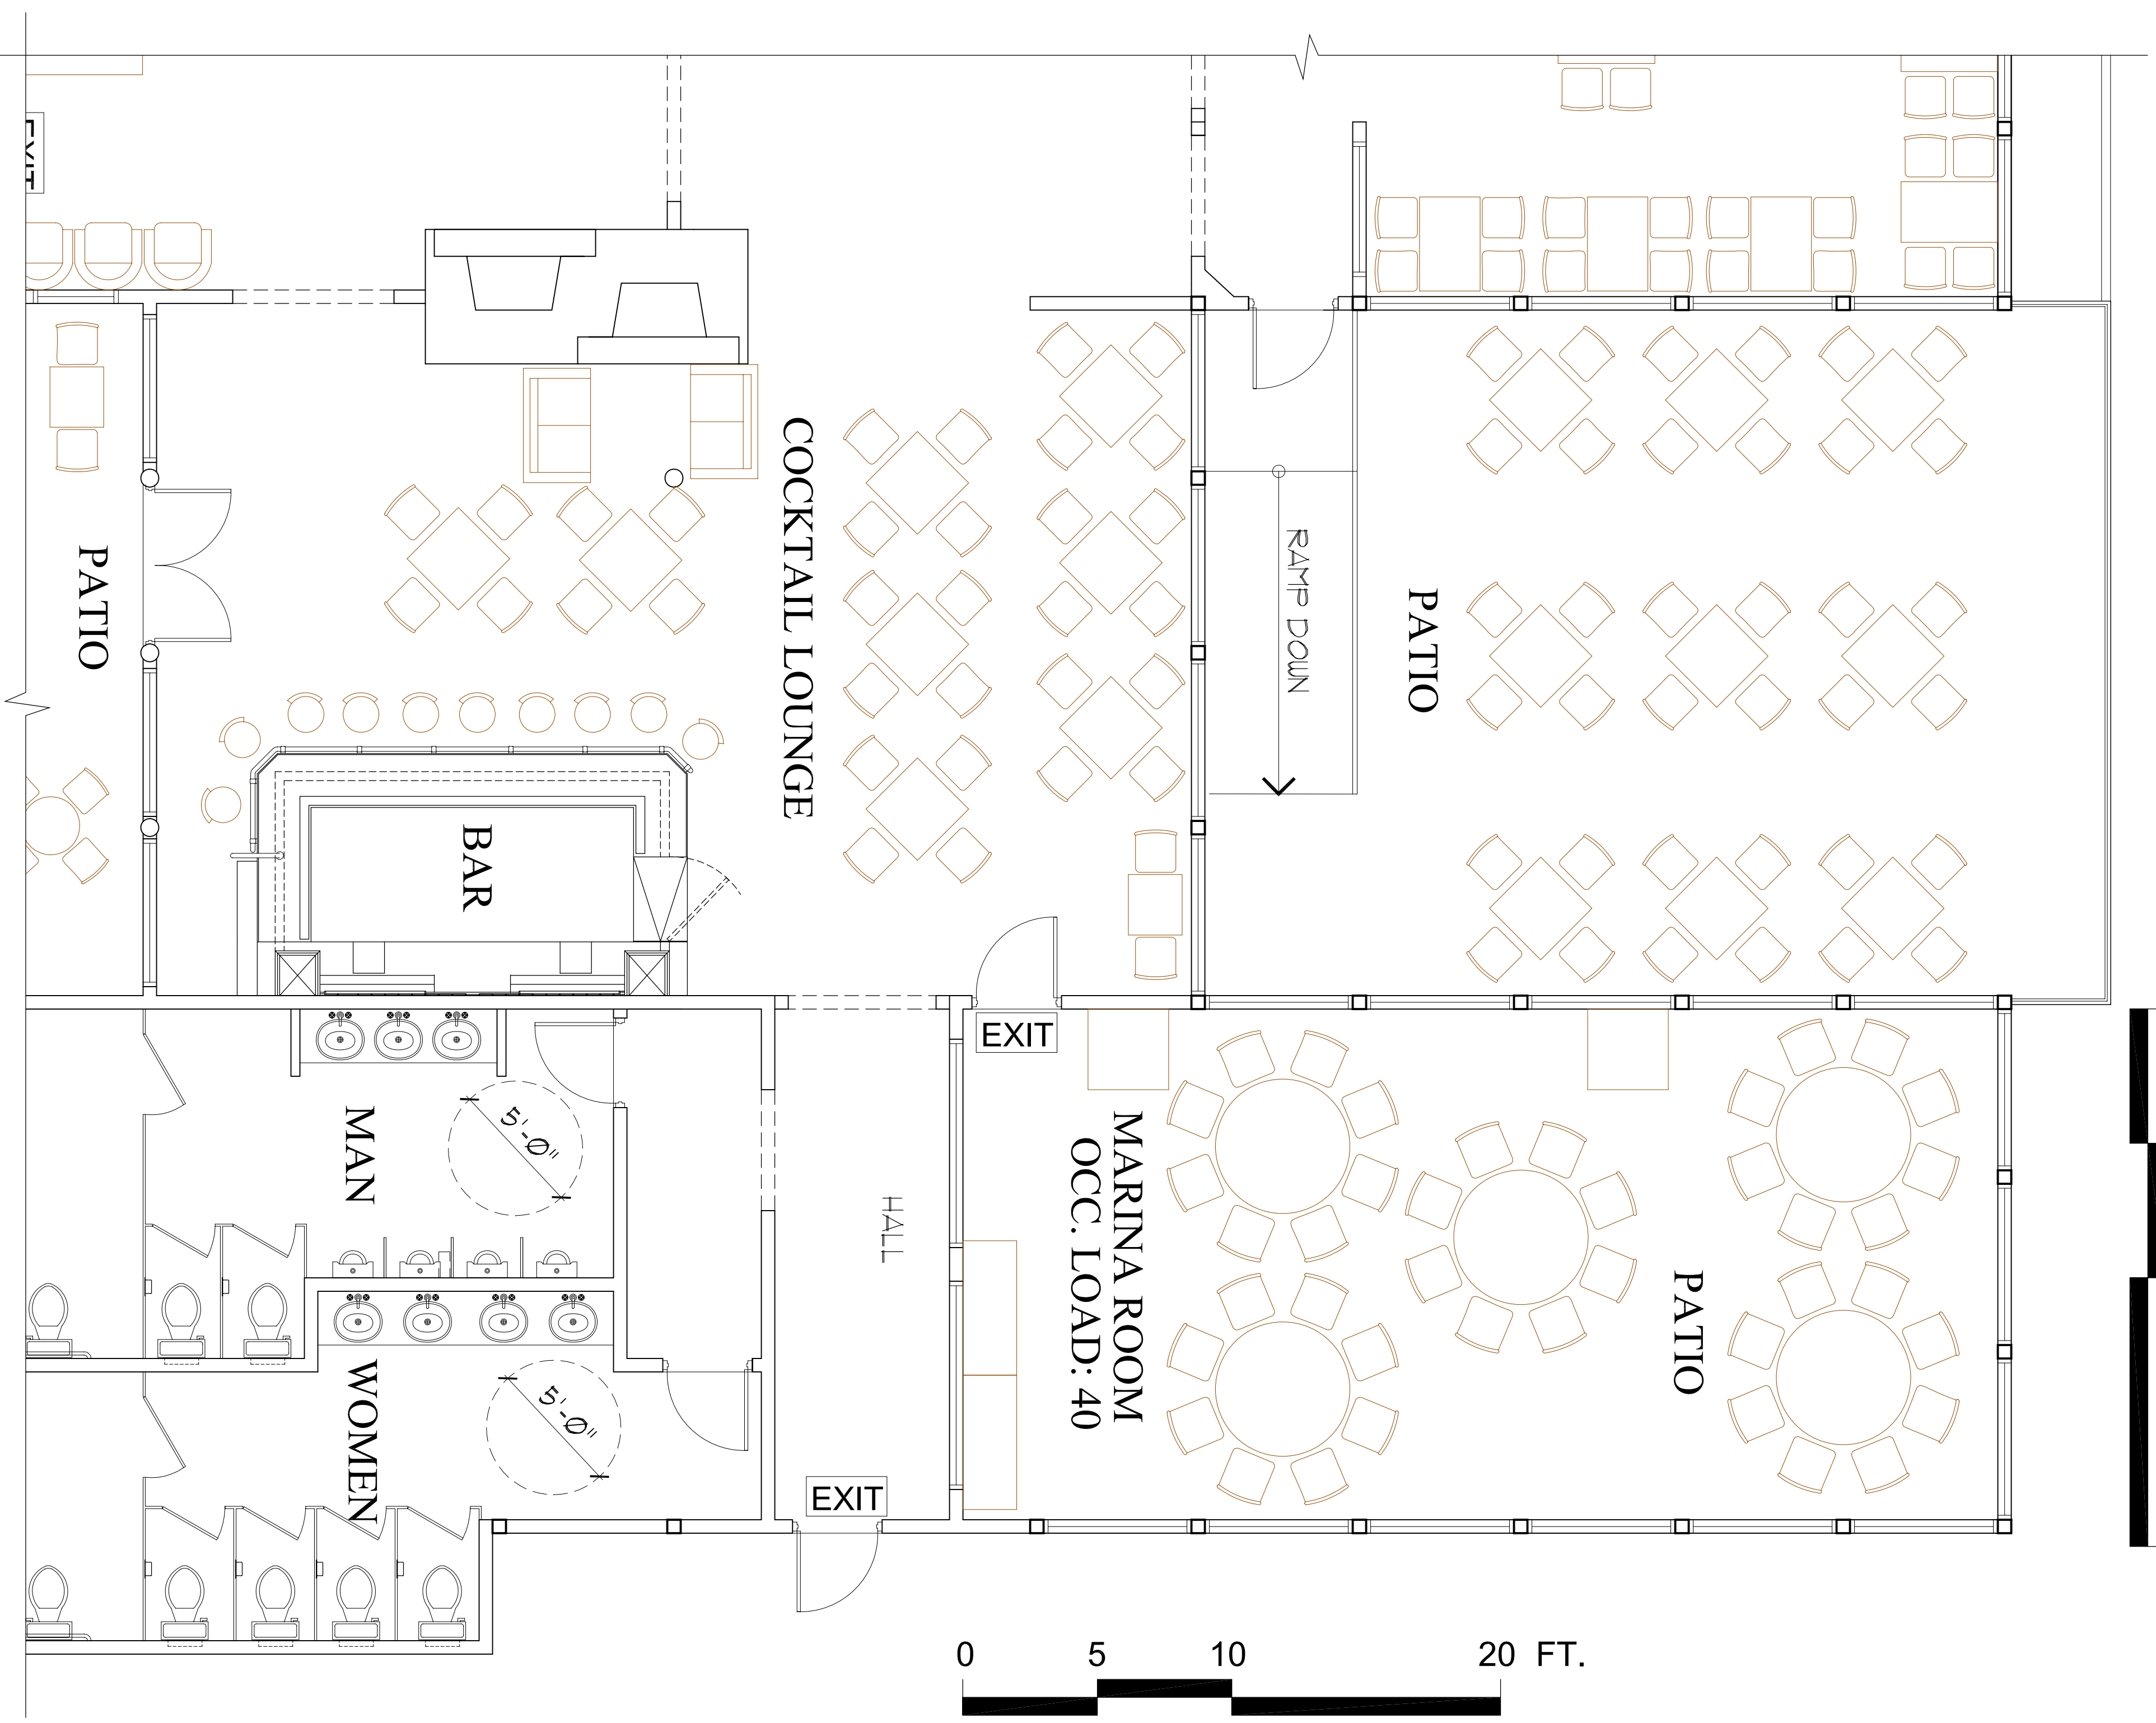 EXIT
COCKTAIL LOUNGE
PATIO
RAMP DOWN
PATIO
BAR
EXIT
MAN
5'-0"
HALL
MARINA ROOM
OCC. LOAD: 40
PATIO
WOMEN
5'-0"
EXIT
0 5 10 20 FT.